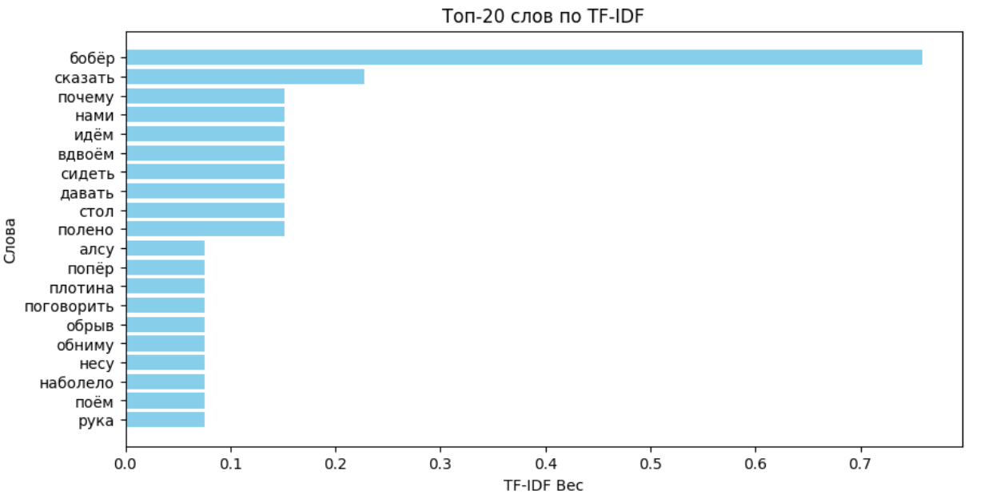 Топ-20 слов по TF-IDF
Слова
бобёр
сказать
почему
нами
идём
вдвоём
сидеть
давать
стол
полено
алсу
попёр
плотина
поговорить
обрыв
обниму
несу
наболело
поём
рука
0.0 0.1 0.2 0.3 0.4 0.5 0.6 0.7
TF-IDF Вес